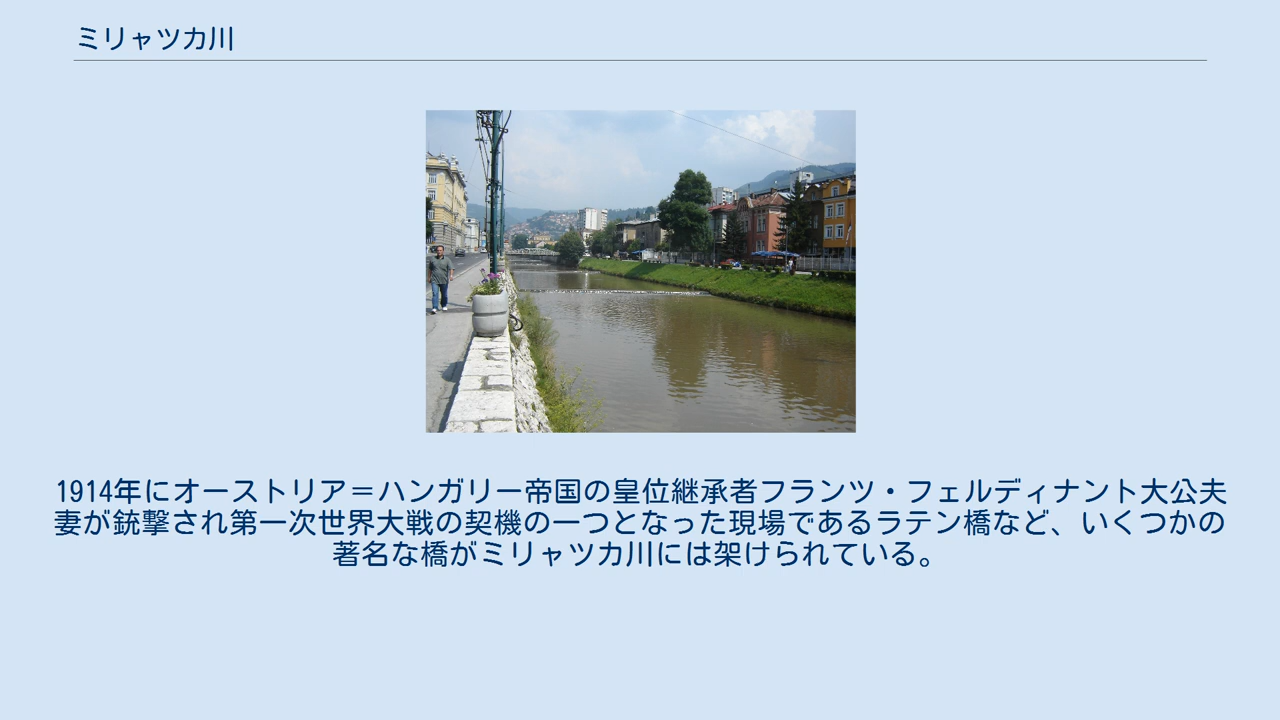 ミリャツカ川
1914年にオーストリア＝ハンガリー帝国の皇位継承者フランツ・フェルディナント大公夫
妻が銃撃され第一次世界大戦の契機の一つとなった現場であるラテン橋など、いくつかの
著名な橋がミリャツカ川には架けられている。